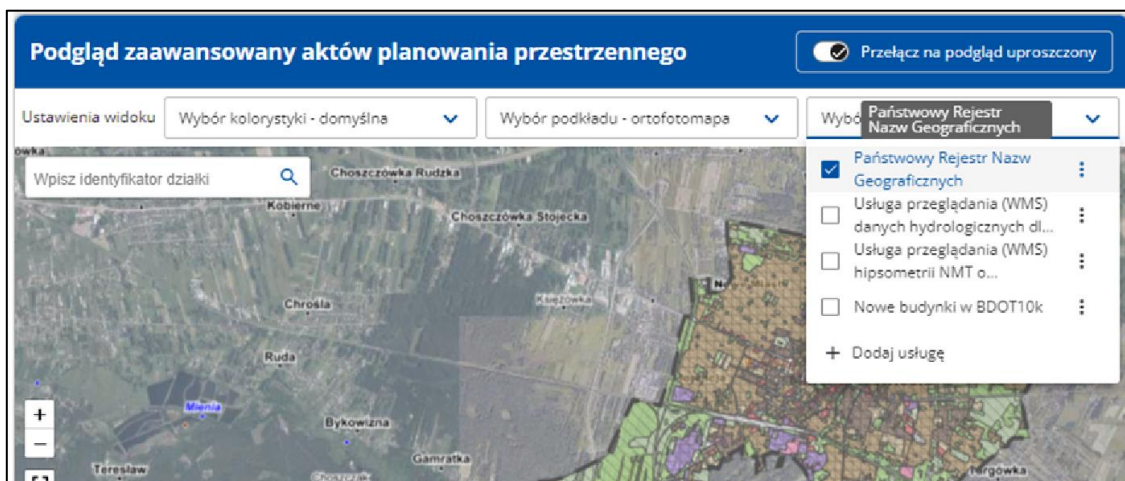 Podgląd zaawansowany aktów planowania przestrzennego
Przełącz na podgląd uproszczony
Ustawienia widoku
Wybór kolorystyki - domyślna
Wybór podkładu - ortofotomapa
Państwowy Rejestr
Nazw Geograficznych
Wpisz identyfikator działki
Państwowy Rejestr Nazw
Geograficznych
Usługa przeglądania (WMS)
danych hydrologicznych dl...
Usługa przeglądania (WMS)
hipsometrii NMT o...
Nowe budynki w BDOT10k
+ Dodaj usługę
Choszczówka Rudzka
Kobierne
Choszczówka Stojecka
Chrośla
Księżówka
Ruda
Mienia
+
Bykowizna
−
Gamratka
Teresław
Choszczak